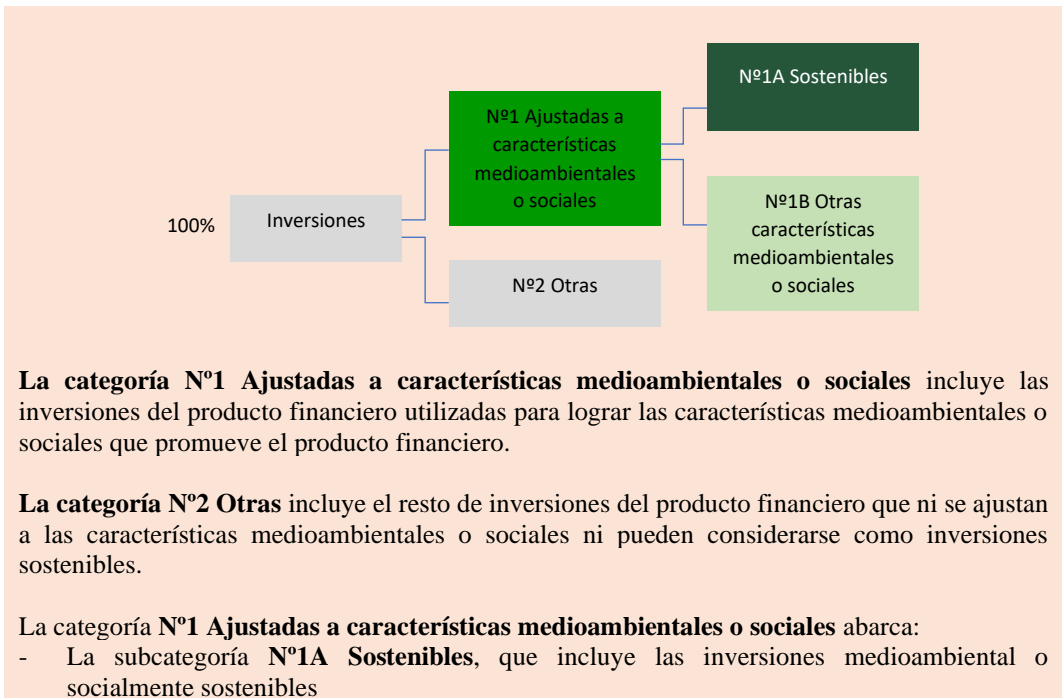 Nº1A Sostenibles
Nº1 Ajustadas a
características
medioambientales
o sociales
Nº1B Otras
características
medioambientales
o sociales
100%
Inversiones
Nº2 Otras
La categoría Nº1 Ajustadas a características medioambientales o sociales incluye las
inversiones del producto financiero utilizadas para lograr las características medioambientales o
sociales que promueve el producto financiero.
La categoría Nº2 Otras incluye el resto de inversiones del producto financiero que ni se ajustan
a las características medioambientales o sociales ni pueden considerarse como inversiones
sostenibles.
La categoría Nº1 Ajustadas a características medioambientales o sociales abarca:
- La subcategoría Nº1A Sostenibles, que incluye las inversiones medioambiental o
socialmente sostenibles